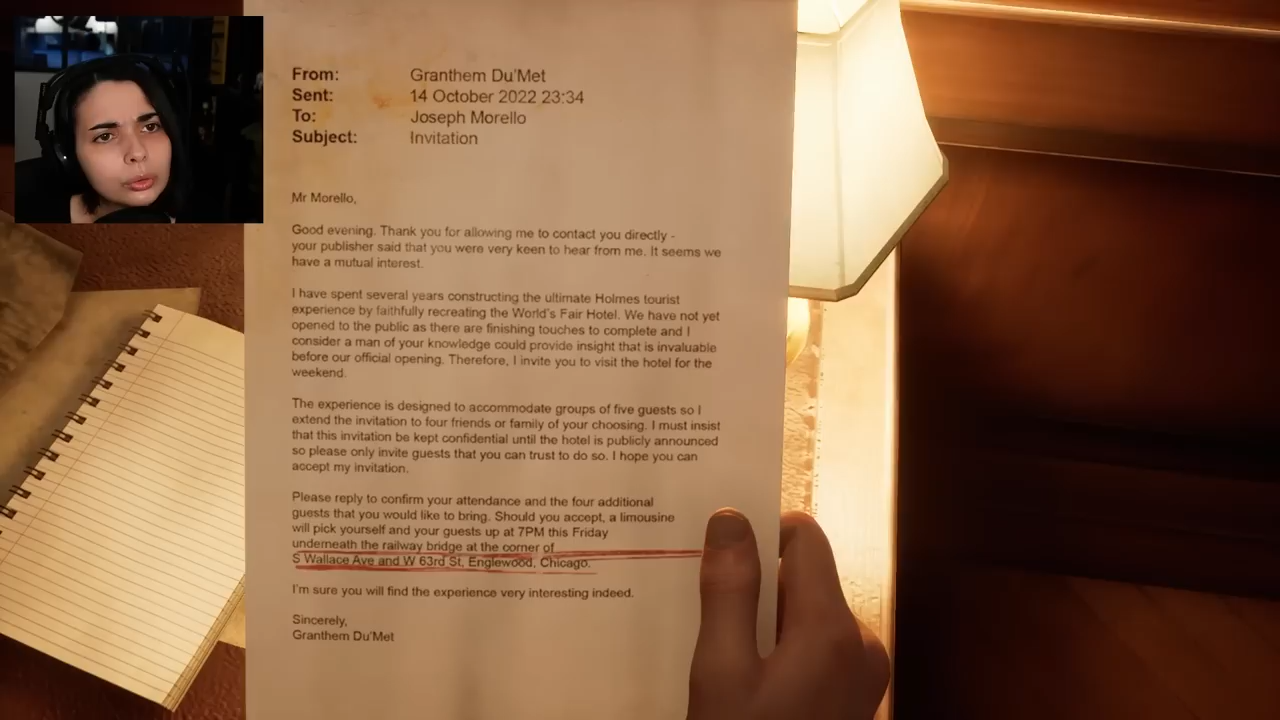 From: Granthem Du'Met
Sent: 14 October 2022 23:34
To: Joseph Morello
Subject: Invitation
Mr Morello,
Good evening. Thank you for allowing me to contact you directly -
your publisher said that you were very keen to hear from me. It seems we
have a mutual interest.
I have spent several years constructing the ultimate Holmes tourist
experience by faithfully recreating the World's Fair Hotel. We have not yet
opened to the public as there are finishing touches to complete and I
consider a man of your knowledge could provide insight that is invaluable
before our official opening. Therefore, I invite you to visit the hotel for the
weekend.
The experience is designed to accommodate groups of five guests so I
extend the invitation to four friends or family of your choosing. I must insist
that this invitation be kept confidential until the hotel is publicly announced
so please only invite guests that you can trust to do so. I hope you can
accept my invitation.
Please reply to confirm your attendance and the four additional
guests that you would like to bring. Should you accept, a limousine
will pick yourself and your guests up at 7PM this Friday
underneath the railway bridge at the corner of
S Wallace Ave and W 63rd St, Englewood, Chicago.
I'm sure you will find the experience very interesting indeed.
Sincerely,
Granthem Du'Met